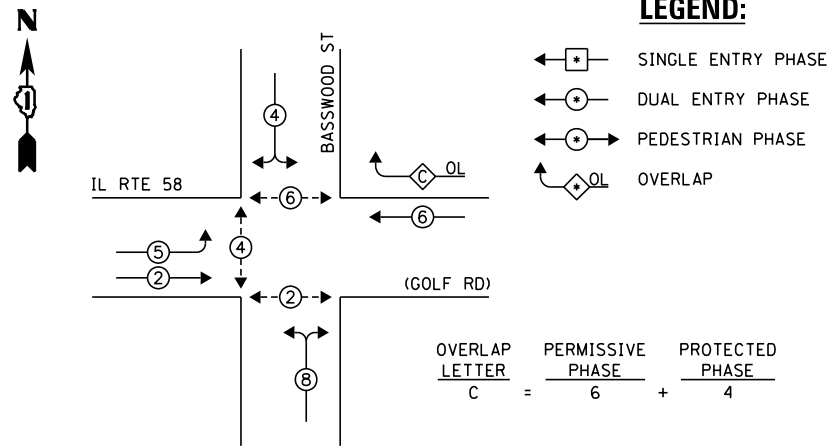 LEGEND:
N
1
BASSWOOD ST
* SINGLE ENTRY PHASE
* DUAL ENTRY PHASE
* PEDESTRIAN PHASE
* OL OVERLAP
4
C OL
IL RTE 58
6
6
4
5
2
2
(GOLF RD)
8
OVERLAP PERMISSIVE PROTECTED
LETTER PHASE PHASE
C = 6 + 4